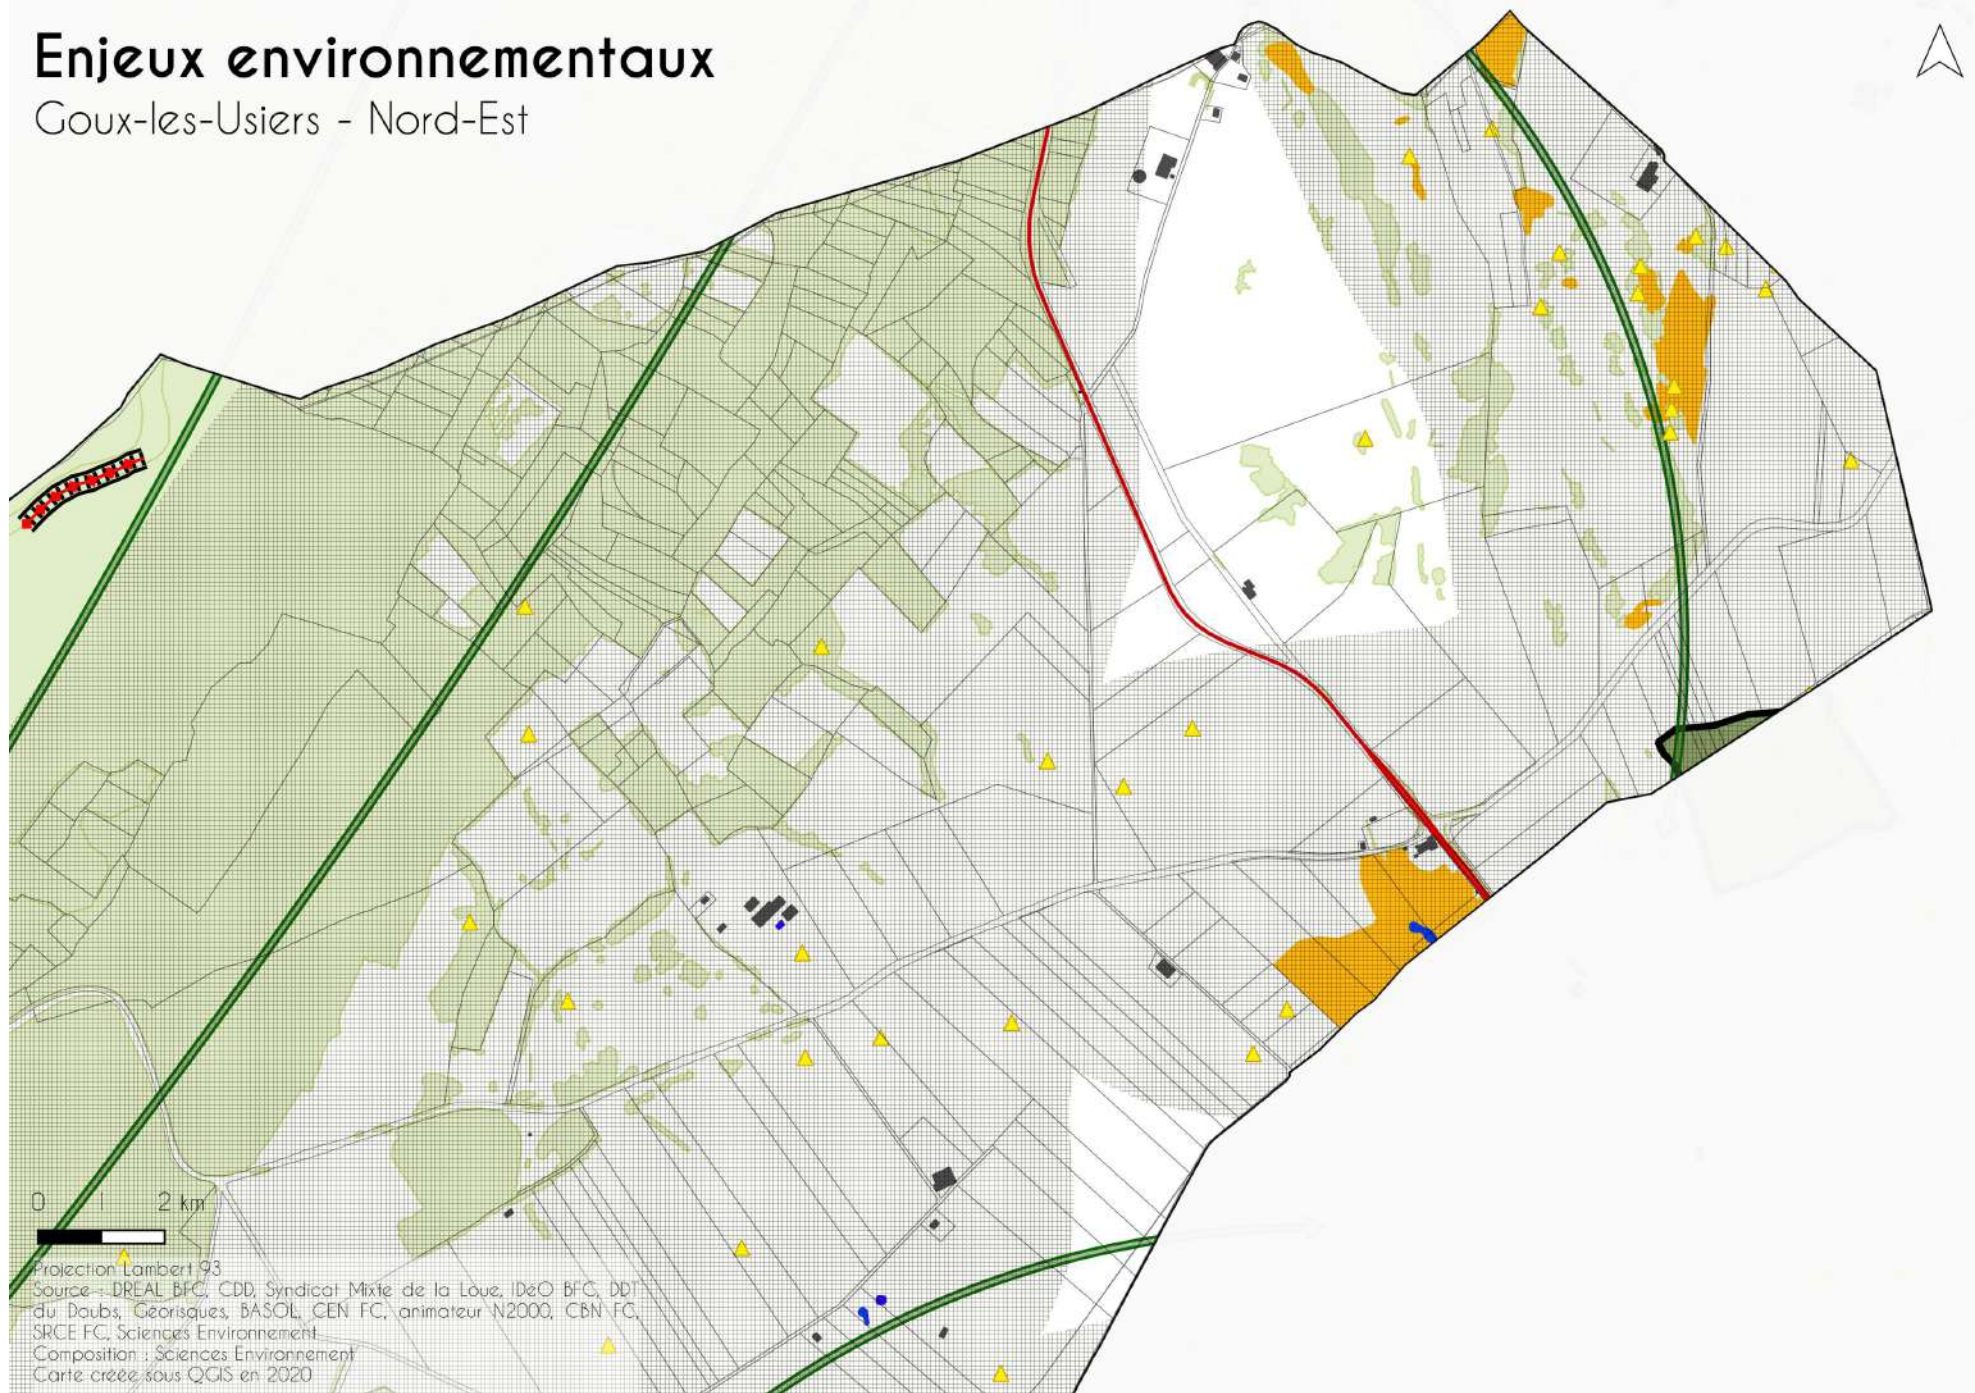 Enjeux environnementaux
Goux-les-Usiers - Nord-Est
0 1 2 km
Projection Lambert 93
Source : DREAL BFC, CDD, Syndicat Mixte de la Loue, IDéO BFC, DDT
du Doubs, Géorisques, BASOL, CEN FC, animateur N2000, CBN FC,
SRCE FC, Sciences Environnement
Composition : Sciences Environnement
Carte créée sous QGIS en 2020